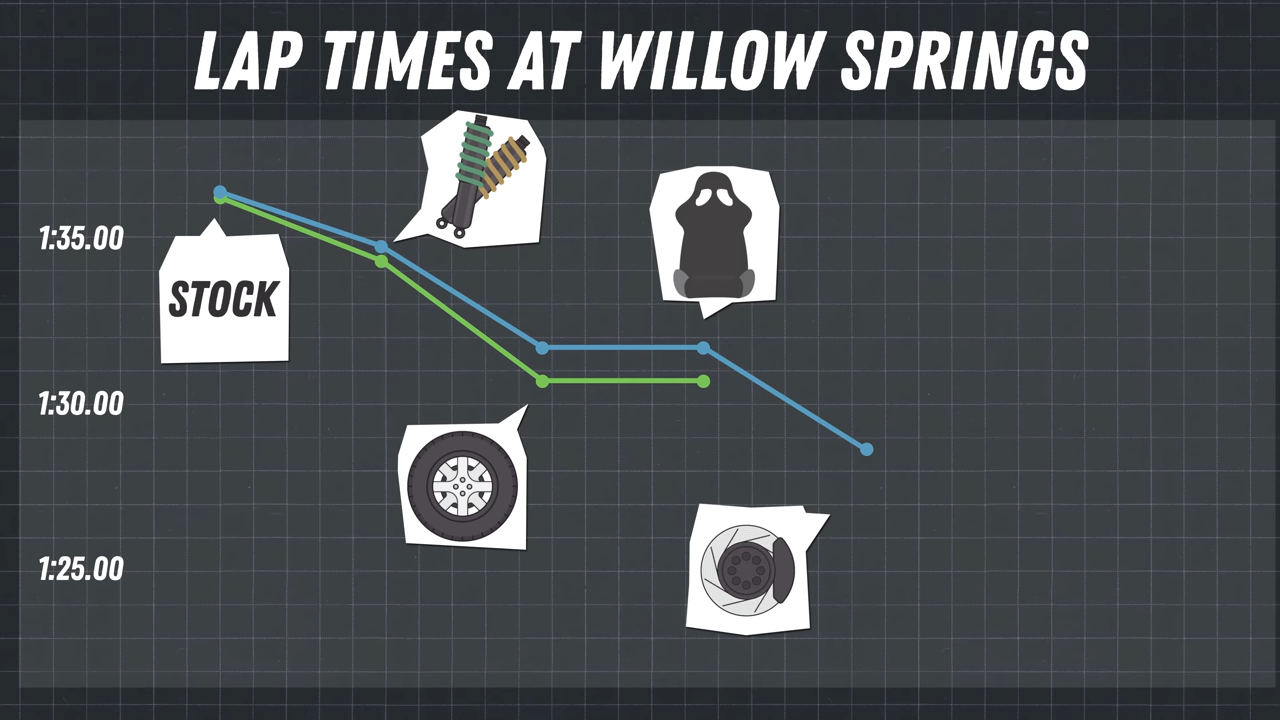 LAP TIMES AT WILLOW SPRINGS
1:35.00
STOCK
1:30.00
1:25.00